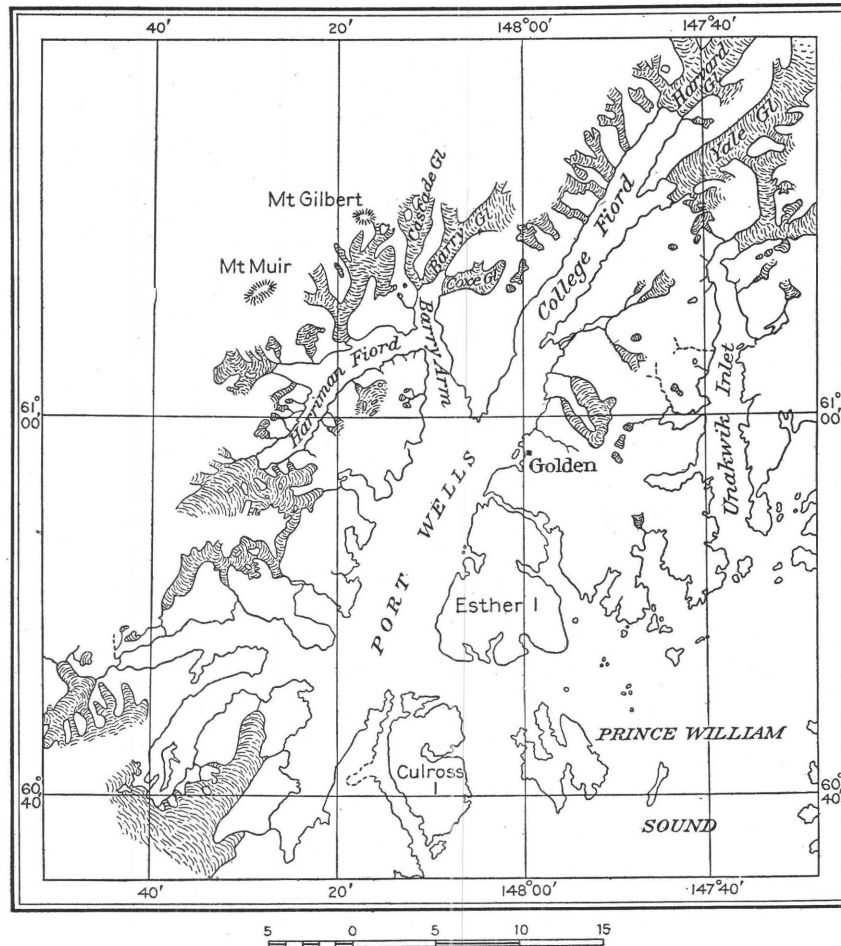 40′ 20′ 148°00′ 147°40′
Harvard Gl
Yale Gl
Cascade Gl
Mt Gilbert
Barry Gl
College Fiord
Mt Muir
Coxe Gl
Barry Arm
Harriman Fiord
Unakwik Inlet
61° 00′
61° 00′
Golden
PORT WELLS
Esther I
PRINCE WILLIAM
SOUND
Culross I
60° 40′
60° 40′
40′ 20′ 148°00′ 147°40′
5 0 5 10 15